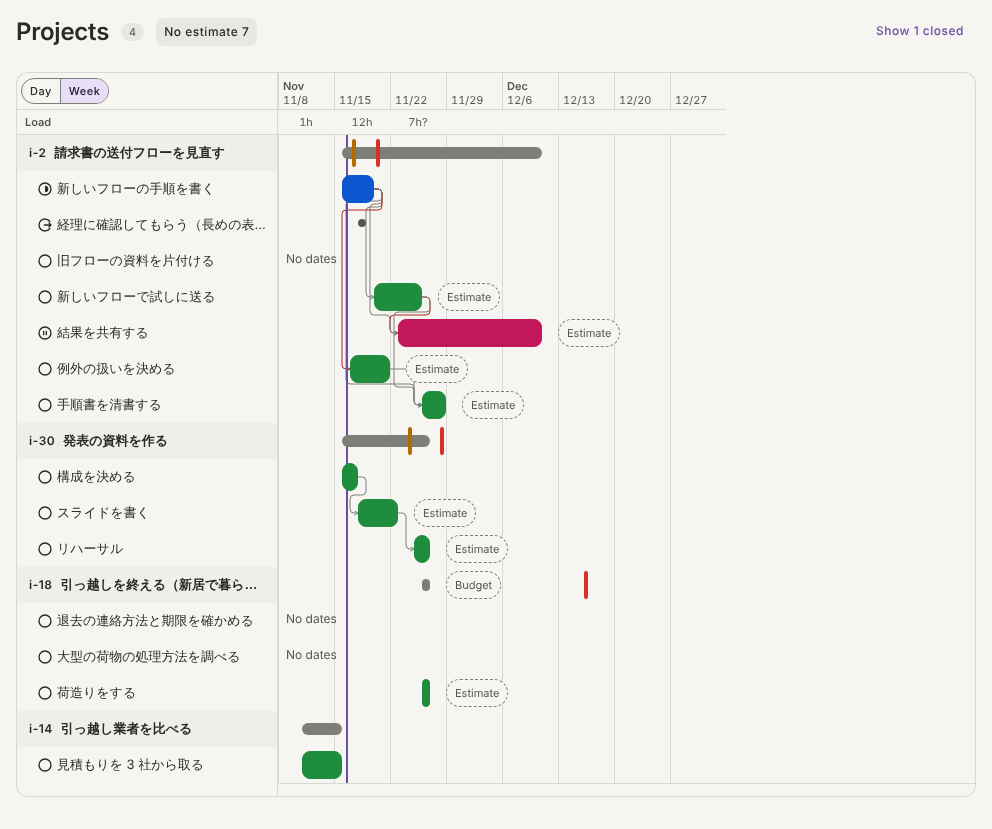 Projects 4 No estimate 7 Show 1 closed
Day Week
Nov Dec
11/8 11/15 11/22 11/29 12/6 12/13 12/20 12/27
Load 1h 12h 7h?
i-2 請求書の送付フローを見直す
新しいフローの手順を書く
経理に確認してもらう（長めの表...
旧フローの資料を片付ける No dates
新しいフローで試しに送る Estimate
結果を共有する Estimate
例外の扱いを決める Estimate
手順書を清書する Estimate
i-30 発表の資料を作る
構成を決める
スライドを書く Estimate
リハーサル Estimate
i-18 引っ越しを終える（新居で暮ら... Budget
退去の連絡方法と期限を確かめる No dates
大型の荷物の処理方法を調べる No dates
荷造りをする Estimate
i-14 引っ越し業者を比べる
見積もりを 3 社から取る